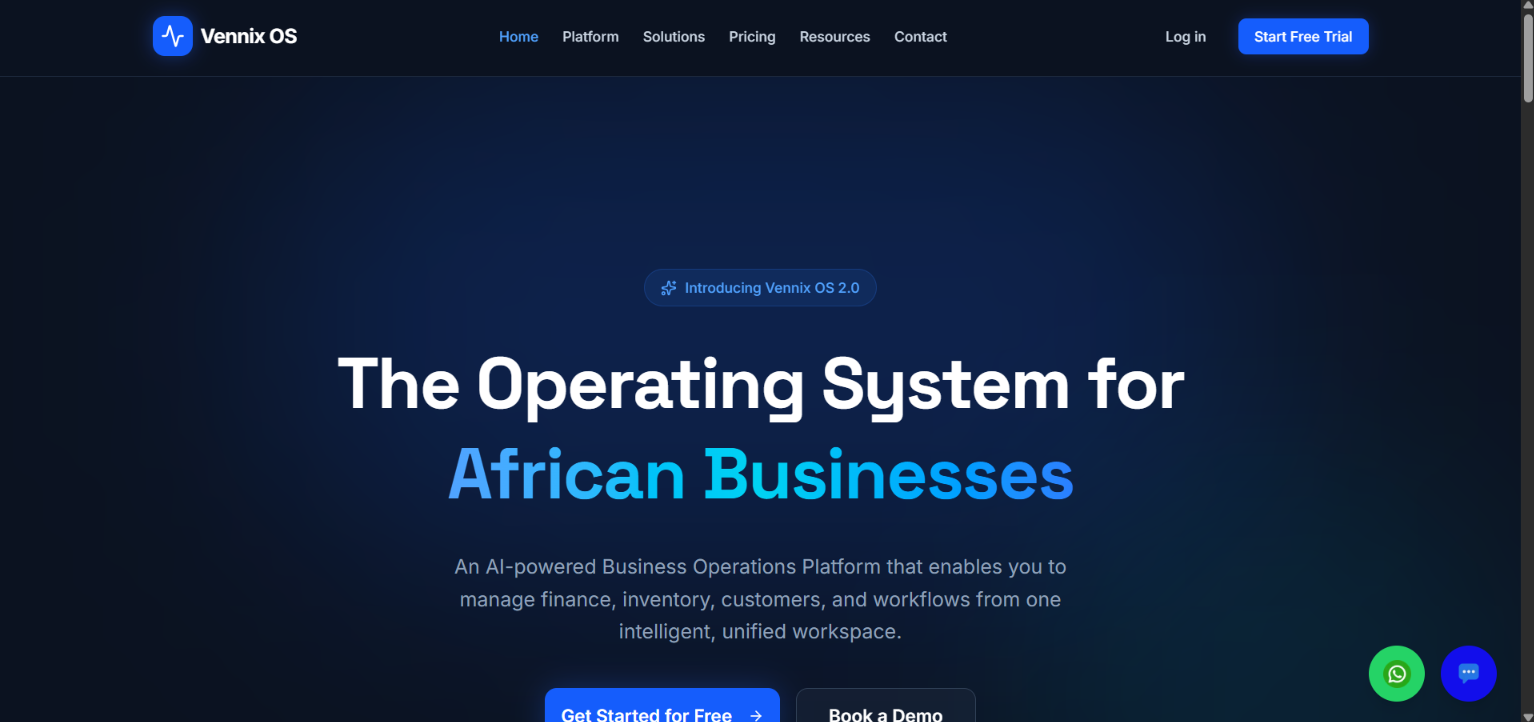 Vennix OS
Home
Platform
Solutions
Pricing
Resources
Contact
Log in
Start Free Trial
Introducing Vennix OS 2.0
The Operating System for
African Businesses
An AI-powered Business Operations Platform that enables you to
manage finance, inventory, customers, and workflows from one
intelligent, unified workspace.
Get Started for Free
Book a Demo